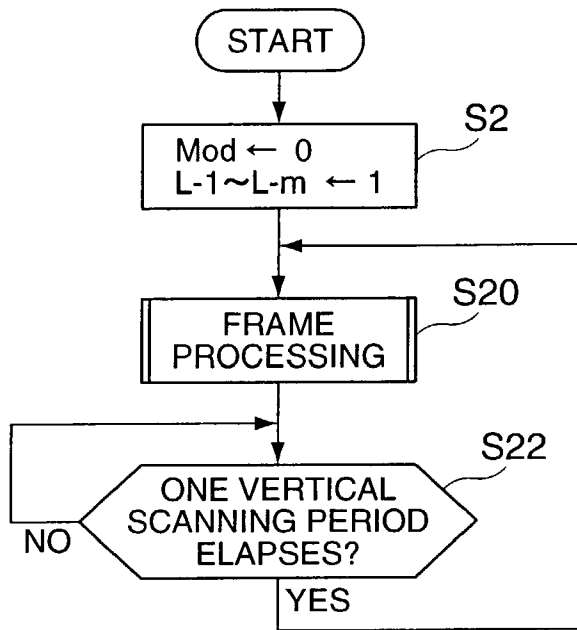 START
S2
Mod ← 0
L-1~L-m ← 1
S20
FRAME
PROCESSING
S22
ONE VERTICAL
SCANNING PERIOD
ELAPSES?
NO
YES